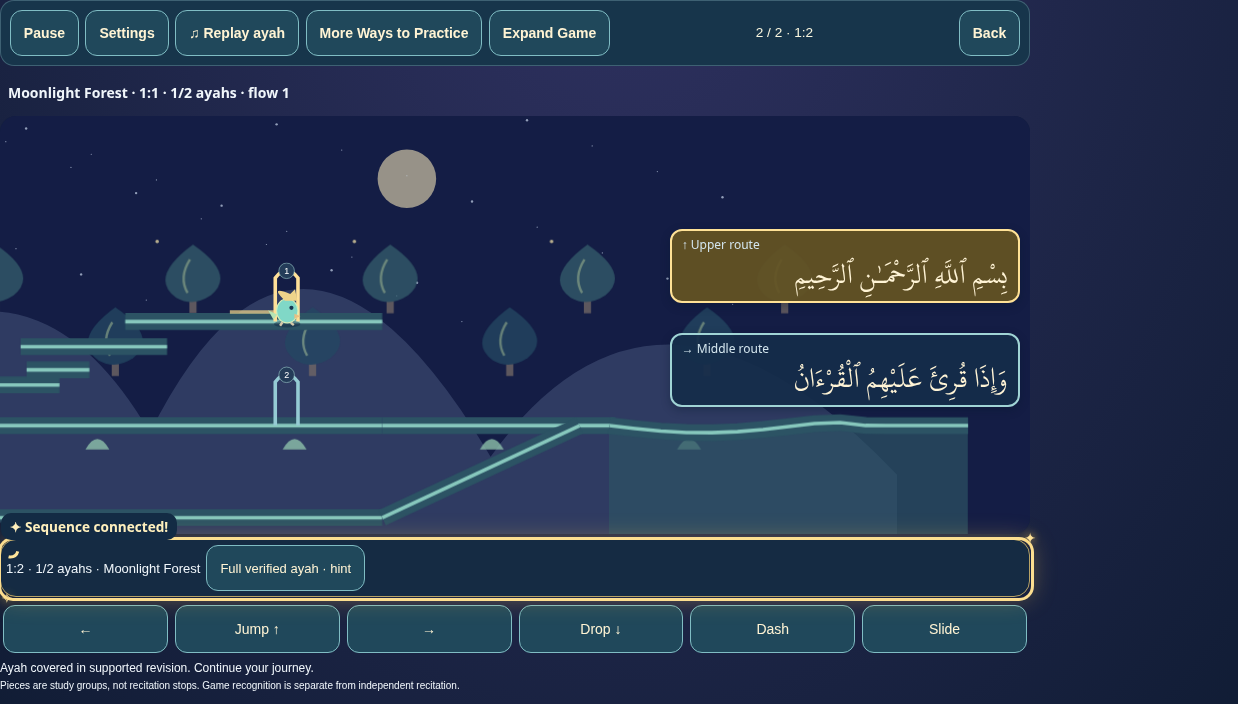 Pause Settings ♫ Replay ayah More Ways to Practice Expand Game 2 / 2 · 1:2 Back
Moonlight Forest · 1:1 · 1/2 ayahs · flow 1
↑ Upper route
بِسْمِ ٱللَّهِ ٱلرَّحْمَـٰنِ ٱلرَّحِيمِ
1
→ Middle route
وَإِذَا قُرِئَ عَلَيْهِمُ ٱلْقُرْءَانُ
2
✦ Sequence connected!
1:2 · 1/2 ayahs · Moonlight Forest Full verified ayah · hint
← Jump ↑ → Drop ↓ Dash Slide
Ayah covered in supported revision. Continue your journey.
Pieces are study groups, not recitation stops. Game recognition is separate from independent recitation.